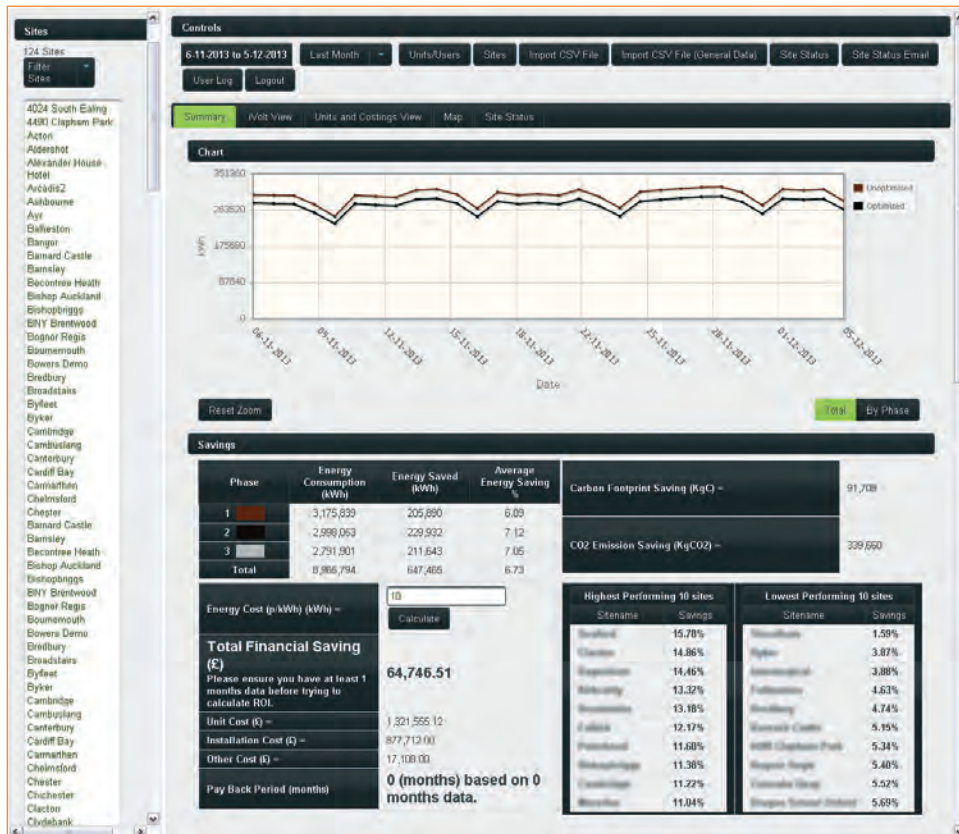 Sites
124 Sites
Filter
Sites
4024 South Ealing
4490 Clapham Park
Acton
Aldershot
Alexander House
Hotel
Arcadis2
Ashbourne
Ayr
Balleston
Bangor
Barnard Castle
Barnsley
Becontree Heath
Bishop Auckland
Bishopbriggs
BNY Brentwood
Bognor Regis
Bournemouth
Bowers Demo
Bredbury
Broadstairs
Byfleet
Byker
Cambridge
Cambuslang
Canterbury
Cardiff Bay
Carmarthen
Chelmsford
Chester
Barnard Castle
Barnsley
Becontree Heath
Bishop Auckland
Bishopbriggs
BNY Brentwood
Bognor Regis
Bournemouth
Bowers Demo
Bredbury
Broadstairs
Byfleet
Byker
Cambridge
Cambuslang
Canterbury
Cardiff Bay
Carmarthen
Chelmsford
Chester
Chichester
Clacton
Clydebank
Controls
6-11-2013 to 5-12-2013 Last Month Units/Users Sites Import CSV File Import CSV File (General Data) Site Status Site Status Email
User Log Logout
Summary iVolt View Units and Costings View Map Site Status
Chart
351360
263520
175680
87840
0
kWh
Unoptimised
Optimised
06-11-2013 09-11-2013 12-11-2013 15-11-2013 18-11-2013 22-11-2013 25-11-2013 28-11-2013 01-12-2013 05-12-2013
Date
Reset Zoom Total By Phase
Savings
Phase Energy Consumption (kWh) Energy Saved (kWh) Average Energy Saving %
1 3,175,839 205,890 6.09
2 2,998,053 229,932 7.12
3 2,791,901 211,643 7.05
Total 8,965,794 647,465 6.73
Carbon Footprint Saving (KgC) = 91,708
CO2 Emission Saving (KgCO2) = 339,660
Energy Cost (p/kWh) (kWh) = 10
Calculate
Total Financial Saving
(£)
Please ensure you have at least 1
months data before trying to
calculate ROI.
64,746.51
Unit Cost (£) = 1,321,555.12
Installation Cost (£) = 877,712.00
Other Cost (£) = 17,108.00
Pay Back Period (months) 0 (months) based on 0
months data.
Highest Performing 10 sites
Sitename Savings
15.78%
14.86%
14.46%
13.32%
13.18%
12.17%
11.60%
11.38%
11.22%
11.04%
Lowest Performing 10 sites
Sitename Savings
1.59%
3.87%
3.88%
4.63%
4.74%
5.15%
5.34%
5.40%
5.52%
5.69%